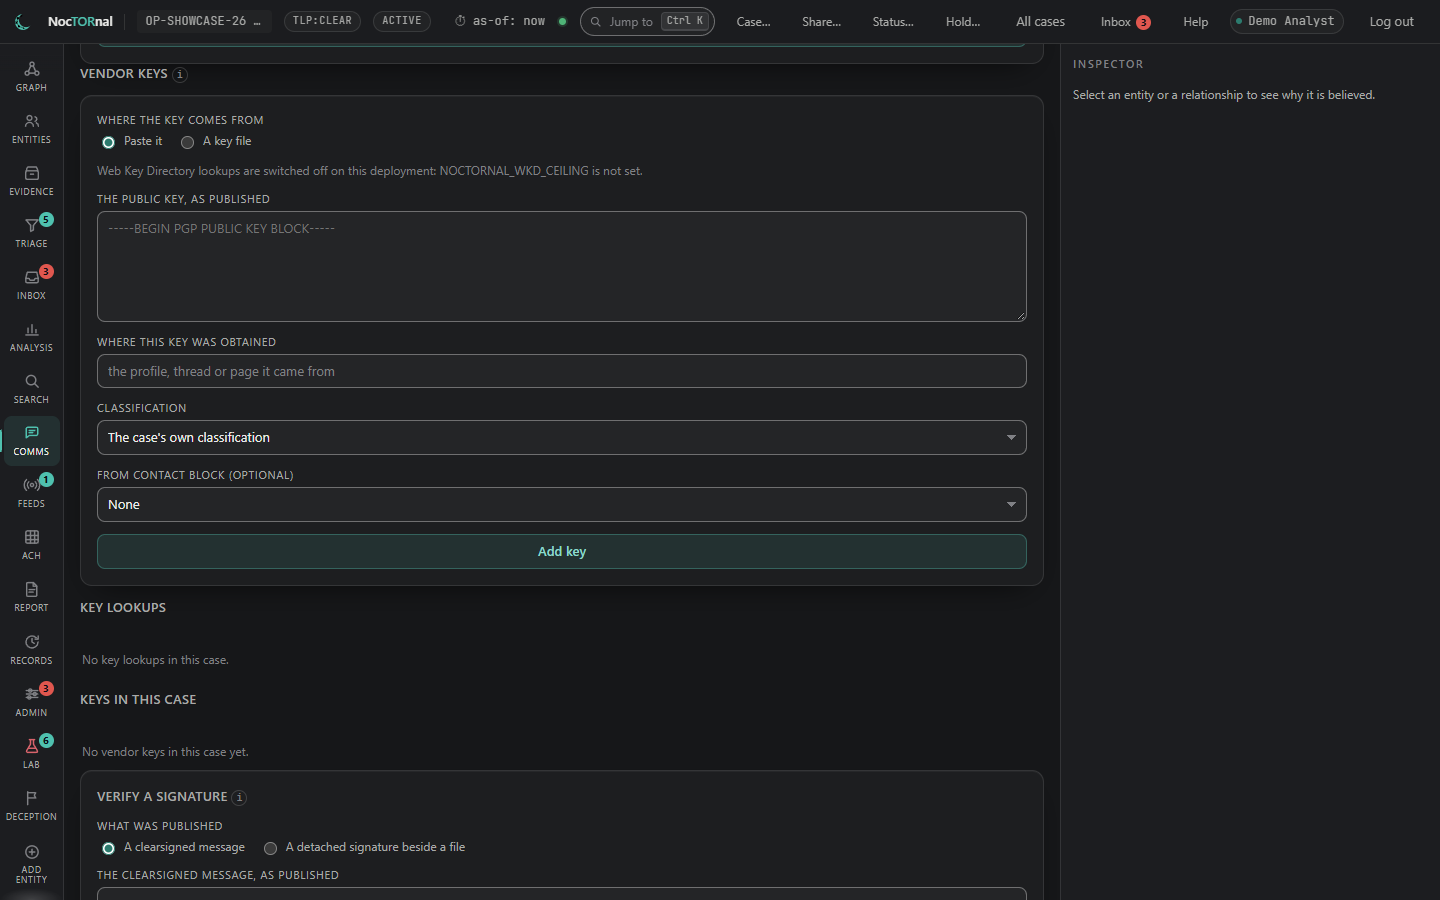 NocTORnal
OP-SHOWCASE-26 …
TLP:CLEAR
ACTIVE
as-of: now
Jump to
Ctrl K
Case...
Share...
Status...
Hold...
All cases
Inbox 3
Help
Demo Analyst
Log out
GRAPH
ENTITIES
EVIDENCE
5
TRIAGE
3
INBOX
ANALYSIS
SEARCH
COMMS
1
FEEDS
ACH
REPORT
RECORDS
3
ADMIN
6
LAB
DECEPTION
ADD
ENTITY
VENDOR KEYS i
WHERE THE KEY COMES FROM
Paste it
A key file
Web Key Directory lookups are switched off on this deployment: NOCTORNAL_WKD_CEILING is not set.
THE PUBLIC KEY, AS PUBLISHED
-----BEGIN PGP PUBLIC KEY BLOCK-----
WHERE THIS KEY WAS OBTAINED
the profile, thread or page it came from
CLASSIFICATION
The case's own classification
FROM CONTACT BLOCK (OPTIONAL)
None
Add key
KEY LOOKUPS
No key lookups in this case.
KEYS IN THIS CASE
No vendor keys in this case yet.
VERIFY A SIGNATURE i
WHAT WAS PUBLISHED
A clearsigned message
A detached signature beside a file
THE CLEARSIGNED MESSAGE, AS PUBLISHED
INSPECTOR
Select an entity or a relationship to see why it is believed.